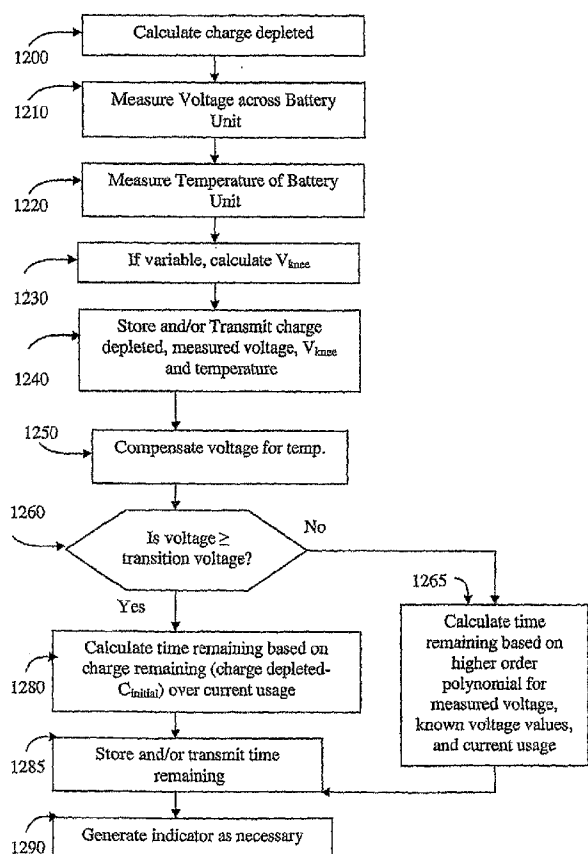 Calculate charge depleted
1200
Measure Voltage across Battery
Unit
1210
Measure Temperature of Battery
Unit
1220
If variable, calculate Vknee
1230
Store and/or Transmit charge
depleted, measured voltage, Vknee
and temperature
1240
1250
Compensate voltage for temp.
1260
Is voltage ≥
transition voltage?
No
Yes
1265
Calculate time
remaining based on
higher order
polynomial for
measured voltage,
known voltage values,
and current usage
Calculate time remaining based on
charge remaining (charge depleted-
Cinitial) over current usage
1280
1285
Store and/or transmit time
remaining
1290
Generate indicator as necessary